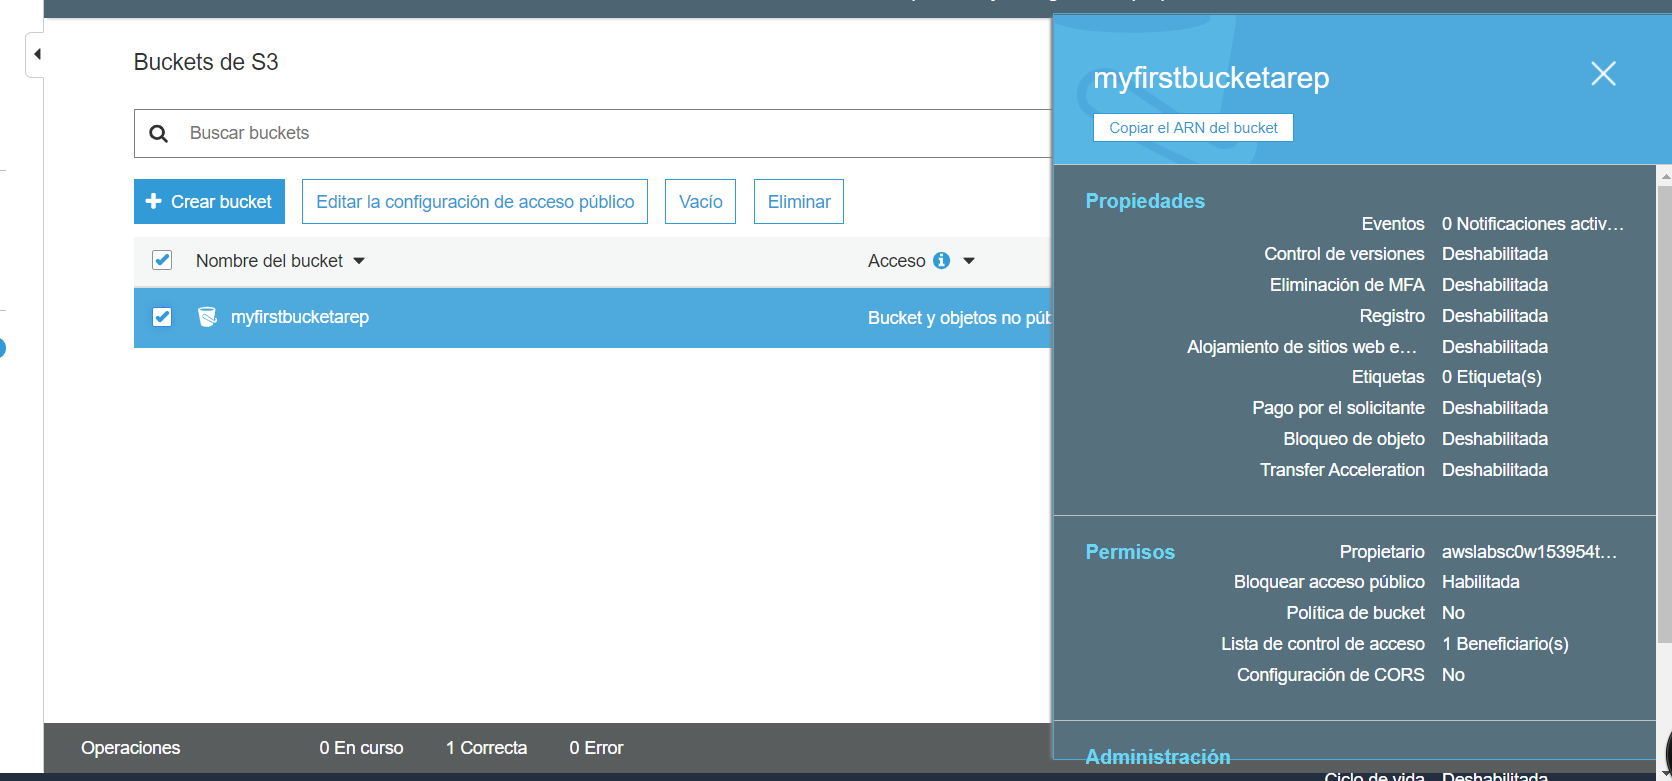 Buckets de S3
Buscar buckets
Crear bucket
Editar la configuración de acceso público
Vacío
Eliminar
Nombre del bucket
Acceso
myfirstbucketarep
Bucket y objetos no púb
Operaciones
0 En curso
1 Correcta
0 Error
myfirstbucketarep
Copiar el ARN del bucket
Propiedades
Eventos 0 Notificaciones activ…
Control de versiones Deshabilitada
Eliminación de MFA Deshabilitada
Registro Deshabilitada
Alojamiento de sitios web e… Deshabilitada
Etiquetas 0 Etiqueta(s)
Pago por el solicitante Deshabilitada
Bloqueo de objeto Deshabilitada
Transfer Acceleration Deshabilitada
Permisos
Propietario awslabsc0w153954t…
Bloquear acceso público Habilitada
Política de bucket No
Lista de control de acceso 1 Beneficiario(s)
Configuración de CORS No
Administración
Ciclo de vida Deshabilitada